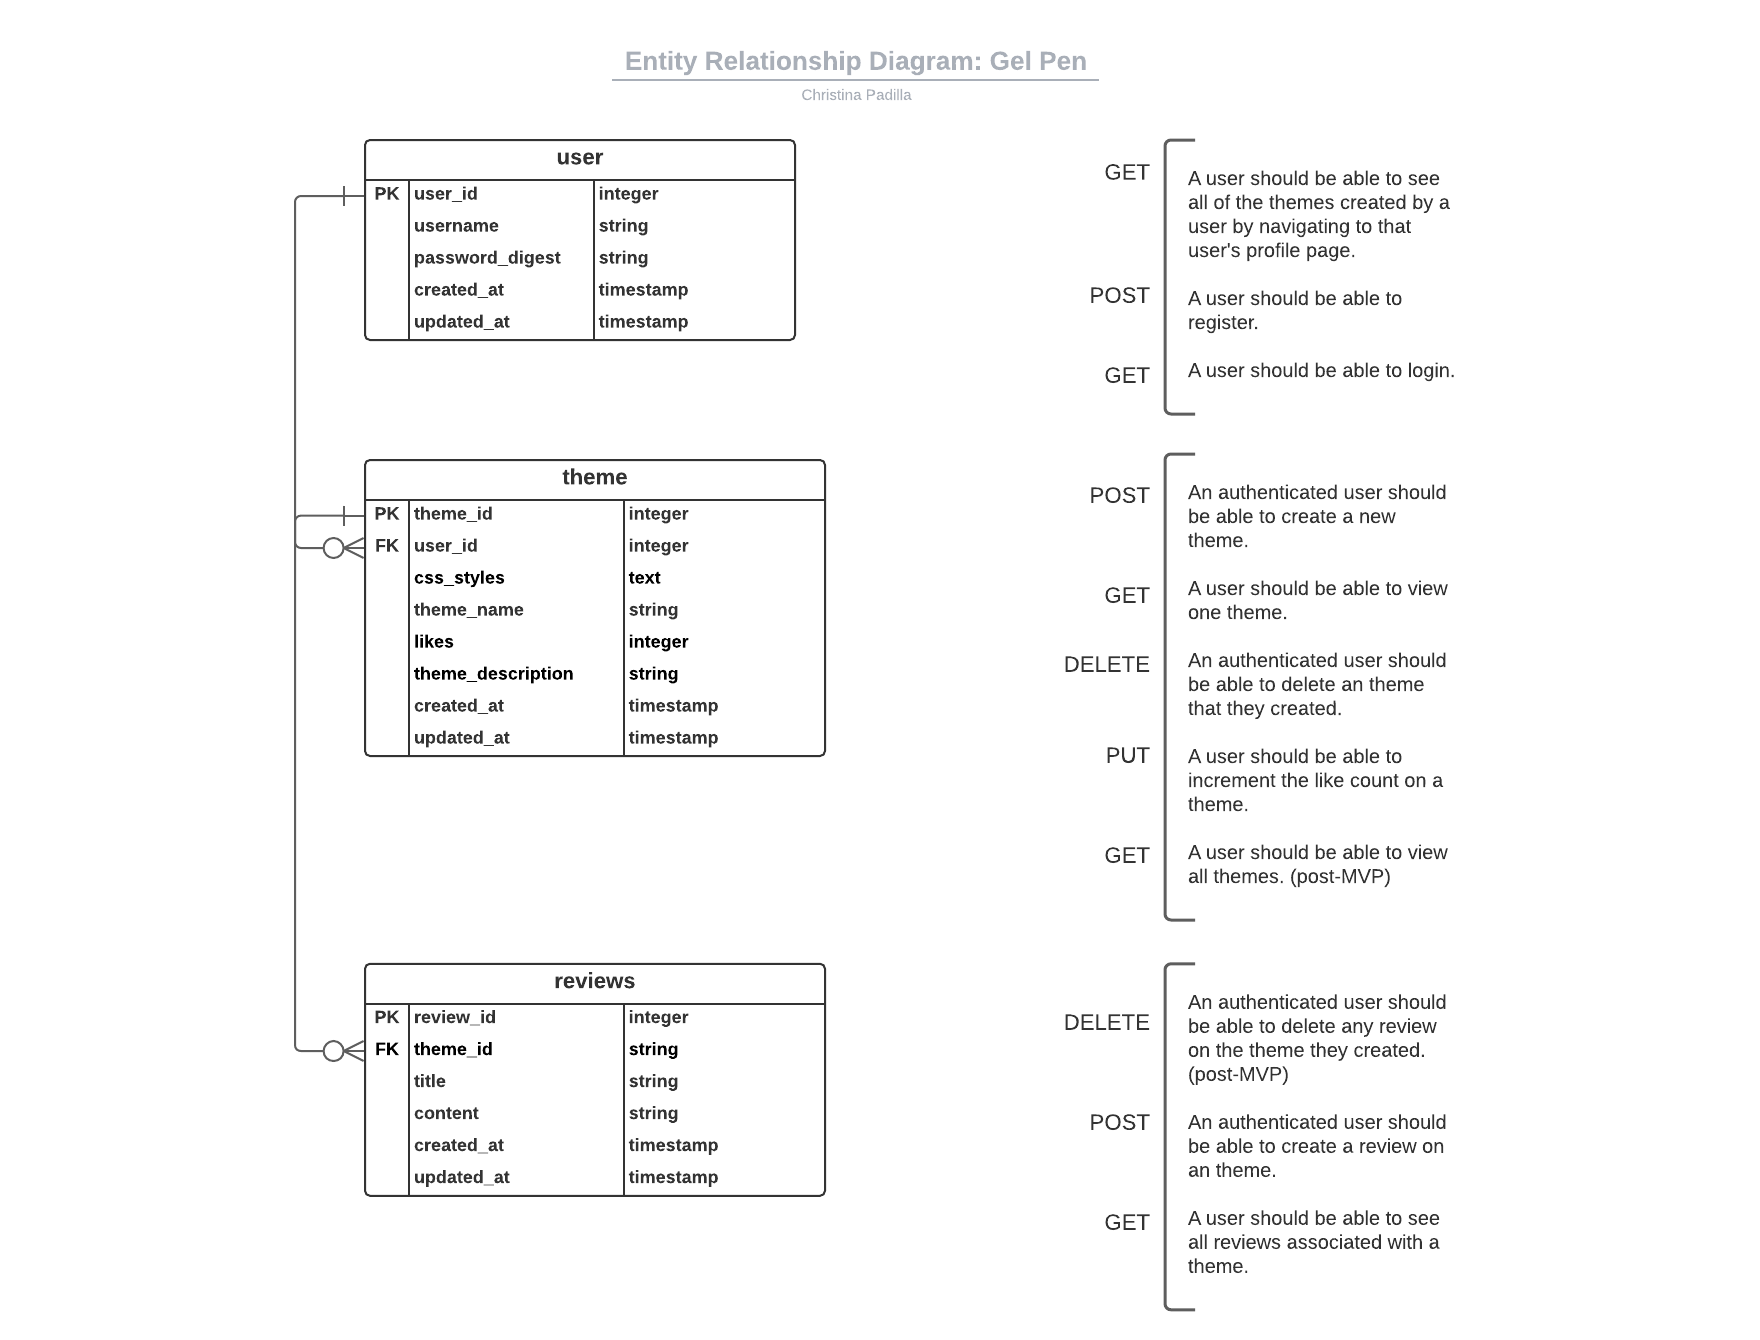 Entity Relationship Diagram: Gel Pen
Christina Padilla
user
PK user_id integer
username string
password_digest string
created_at timestamp
updated_at timestamp
GET
A user should be able to see
all of the themes created by a
user by navigating to that
user's profile page.
POST
A user should be able to
register.
GET
A user should be able to login.
theme
PK theme_id integer
FK user_id integer
css_styles text
theme_name string
likes integer
theme_description string
created_at timestamp
updated_at timestamp
POST
An authenticated user should
be able to create a new
theme.
GET
A user should be able to view
one theme.
DELETE
An authenticated user should
be able to delete an theme
that they created.
PUT
A user should be able to
increment the like count on a
theme.
GET
A user should be able to view
all themes. (post-MVP)
reviews
PK review_id integer
FK theme_id string
title string
content string
created_at timestamp
updated_at timestamp
DELETE
An authenticated user should
be able to delete any review
on the theme they created.
(post-MVP)
POST
An authenticated user should
be able to create a review on
an theme.
GET
A user should be able to see
all reviews associated with a
theme.